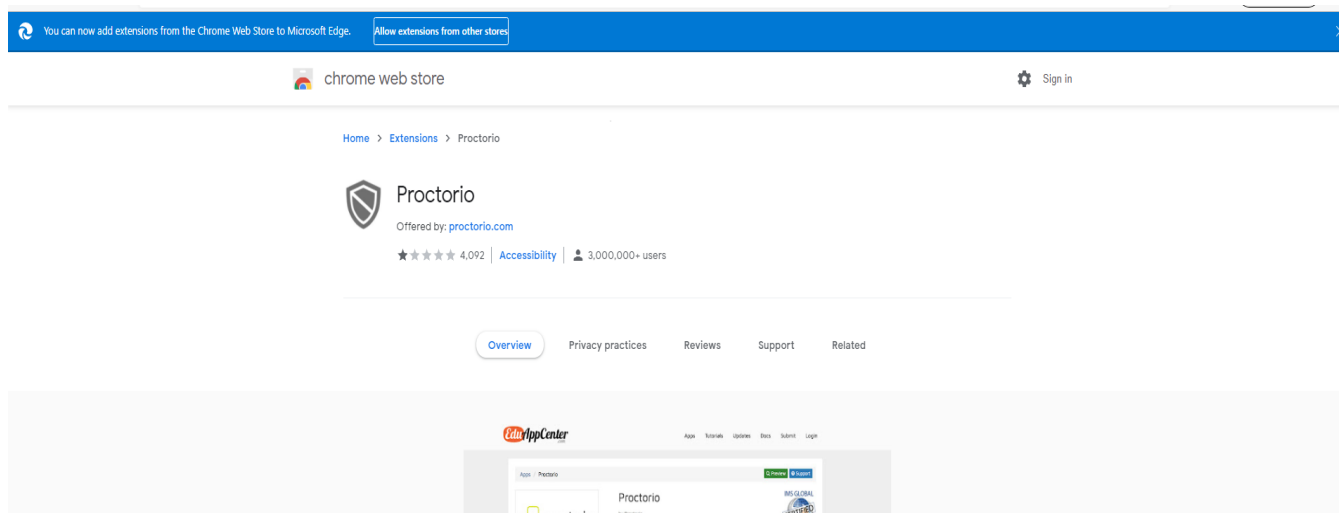 You can now add extensions from the Chrome Web Store to Microsoft Edge. Allow extensions from other stores
chrome web store Sign in
Home > Extensions > Proctorio
Proctorio
Offered by: proctorio.com
4,092 Accessibility 3,000,000+ users
Overview Privacy practices Reviews Support Related
EduAppCenter Apps Tutorials Updates Docs Submit Login
Apps / Proctorio Preview Support
Proctorio IMS GLOBAL